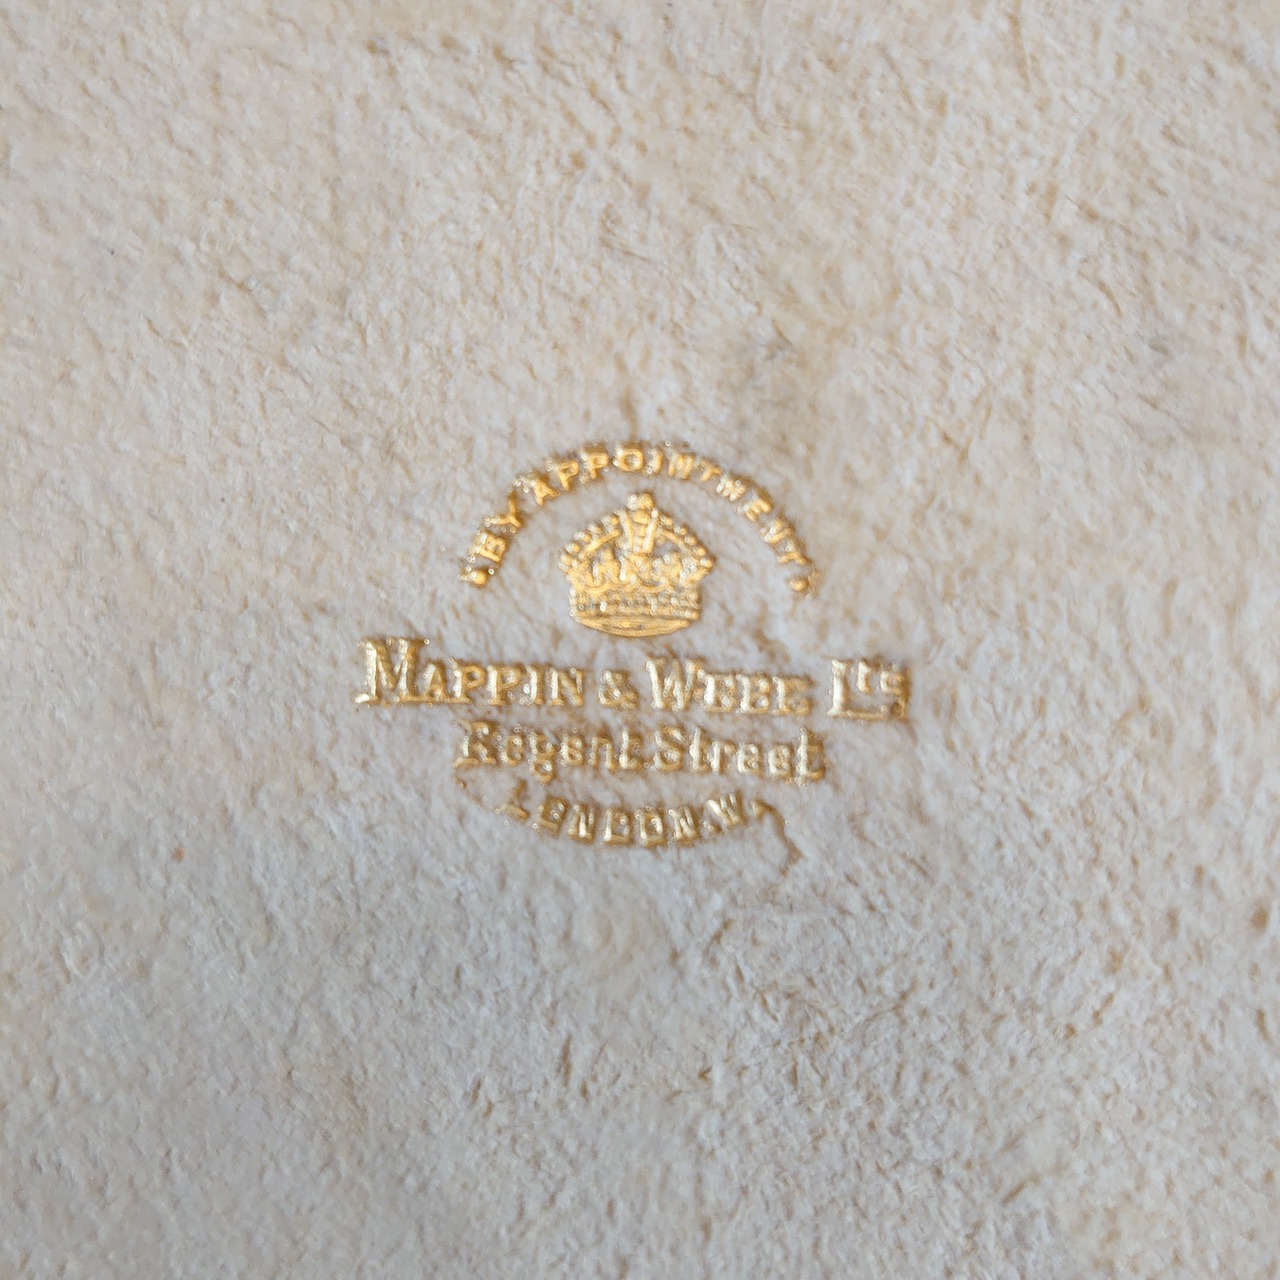 BY APPOINTMENT
MAPPIN & WEBB Ltd
Regent Street
LONDON.W.